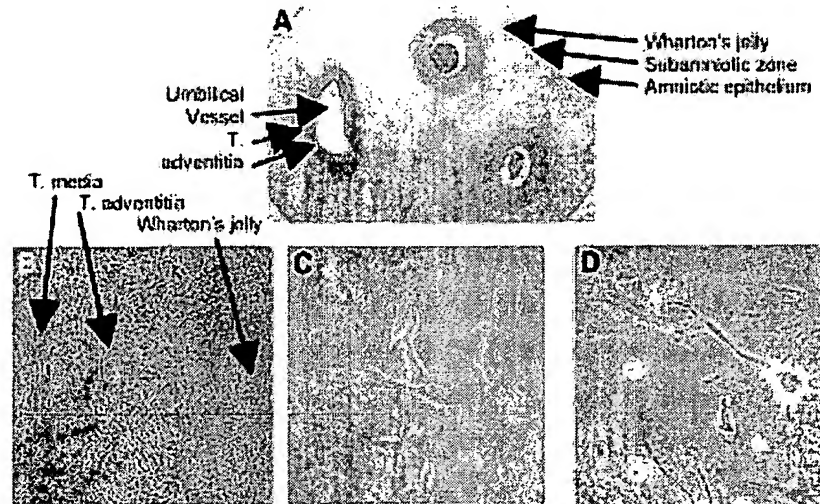 A
Wharton's jelly
Subamniotic zone
Amniotic epithelium
Umbilical
Vessel
T.
adventitia
T. media
T. adventitia
Wharton's jelly
B
C
D